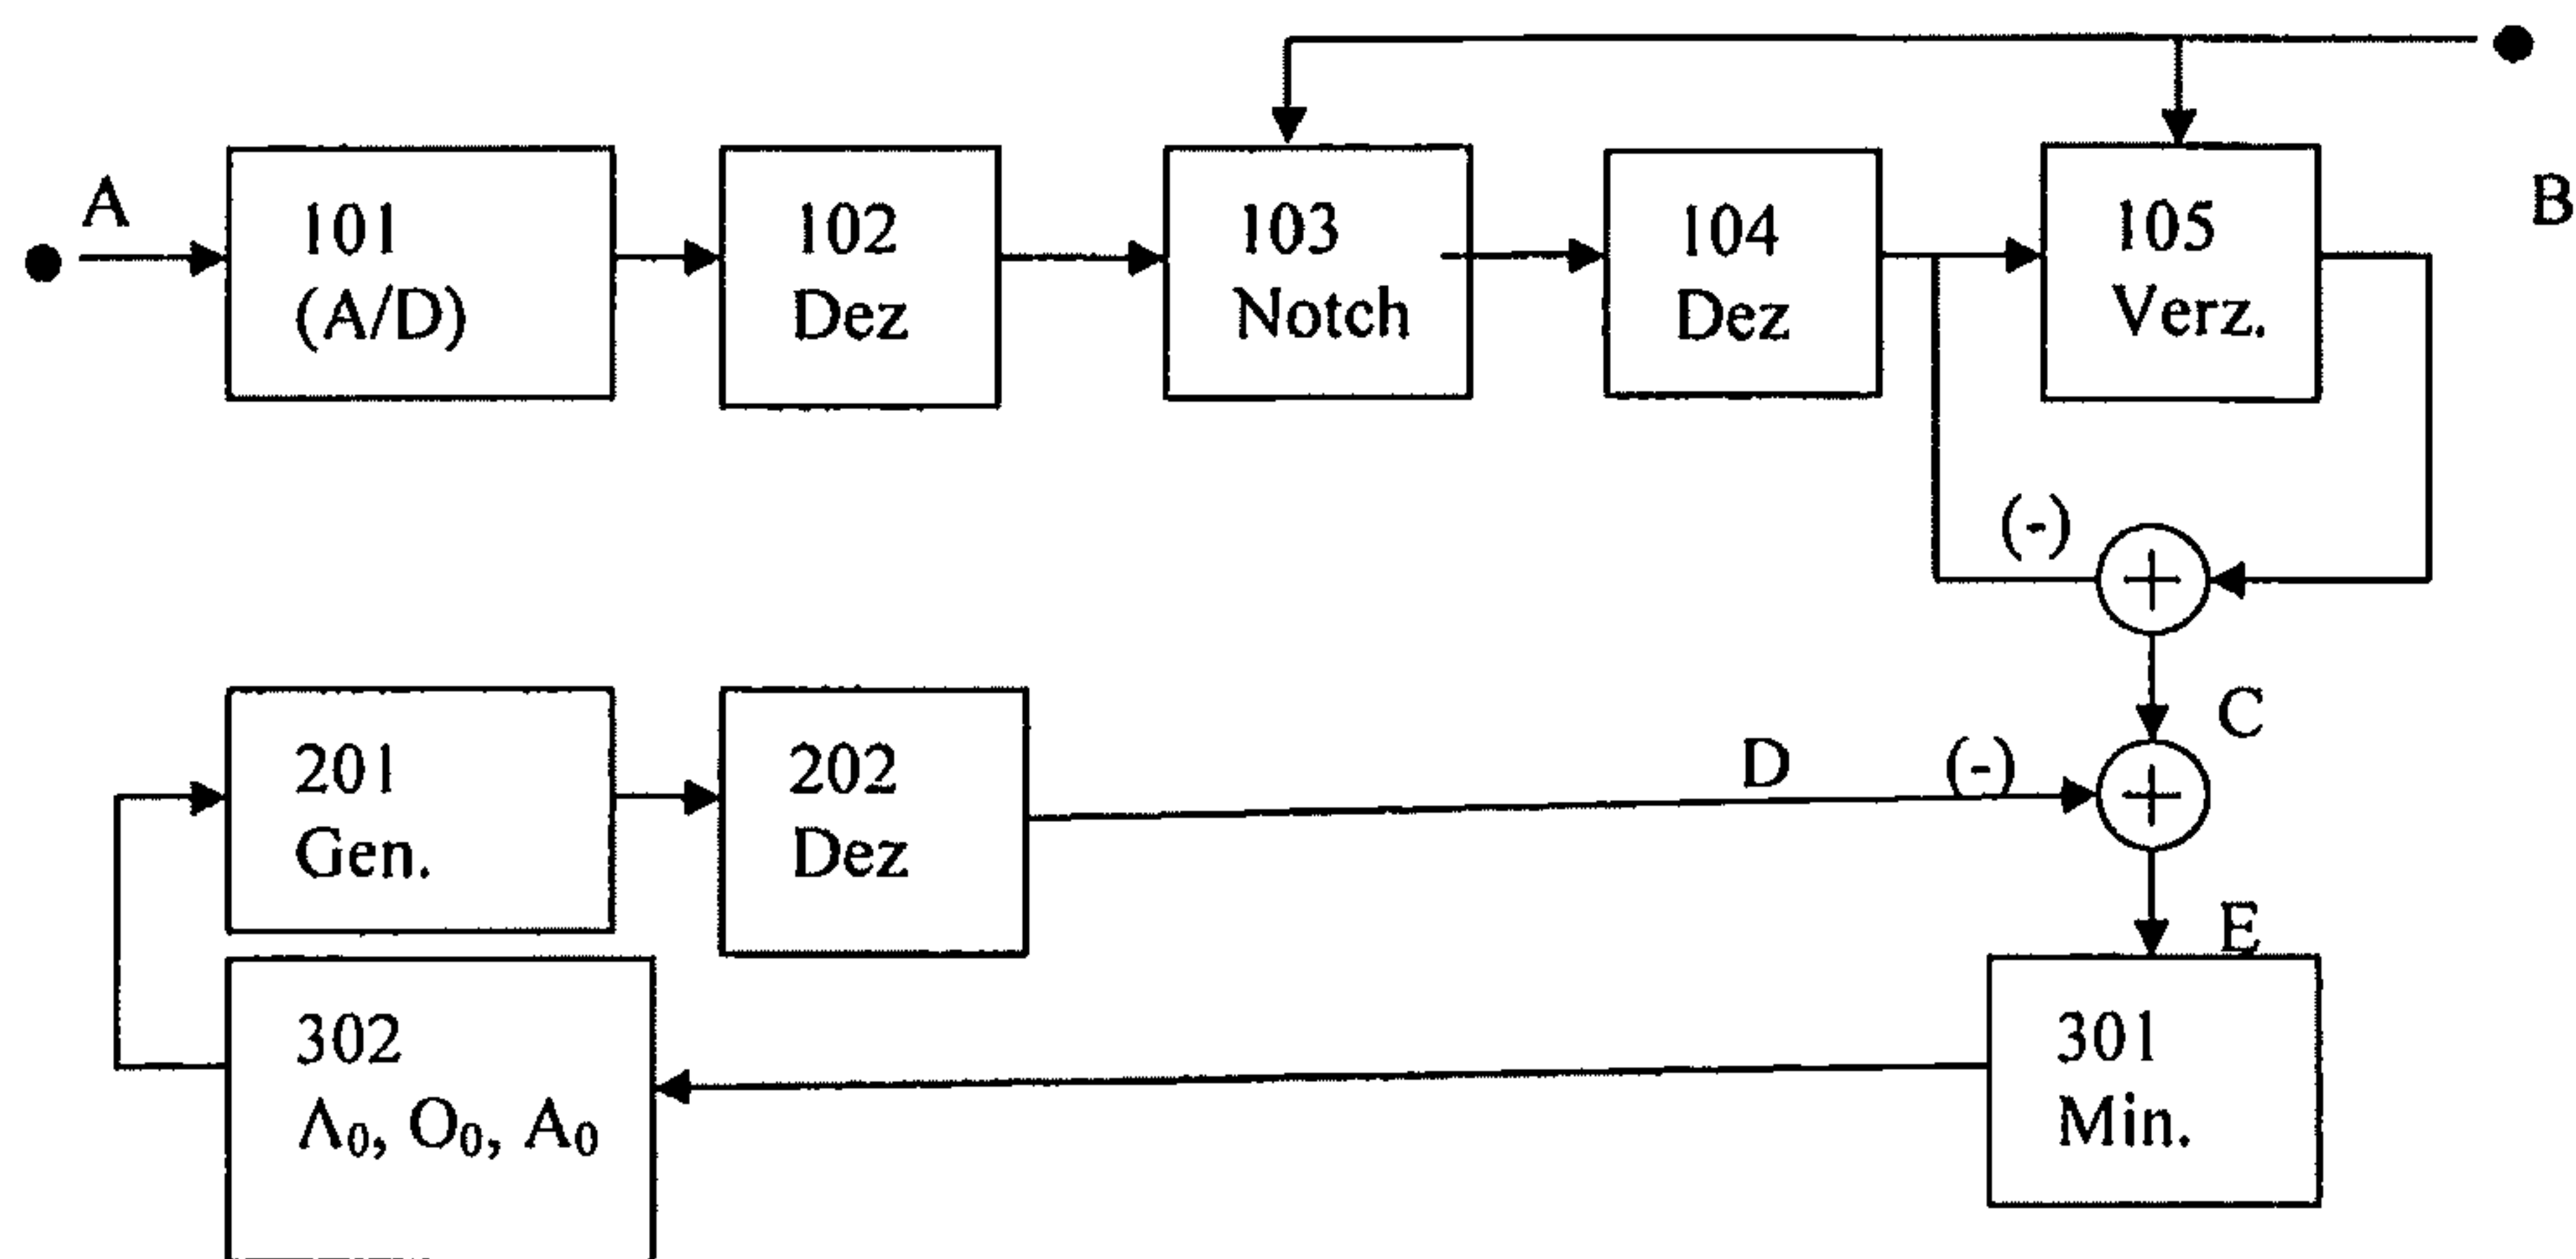 A
101
(A/D)
102
Dez
103
Notch
104
Dez
105
Verz.
B
(-)
C
201
Gen.
202
Dez
D
(-)
E
302
Λ₀, O₀, A₀
301
Min.